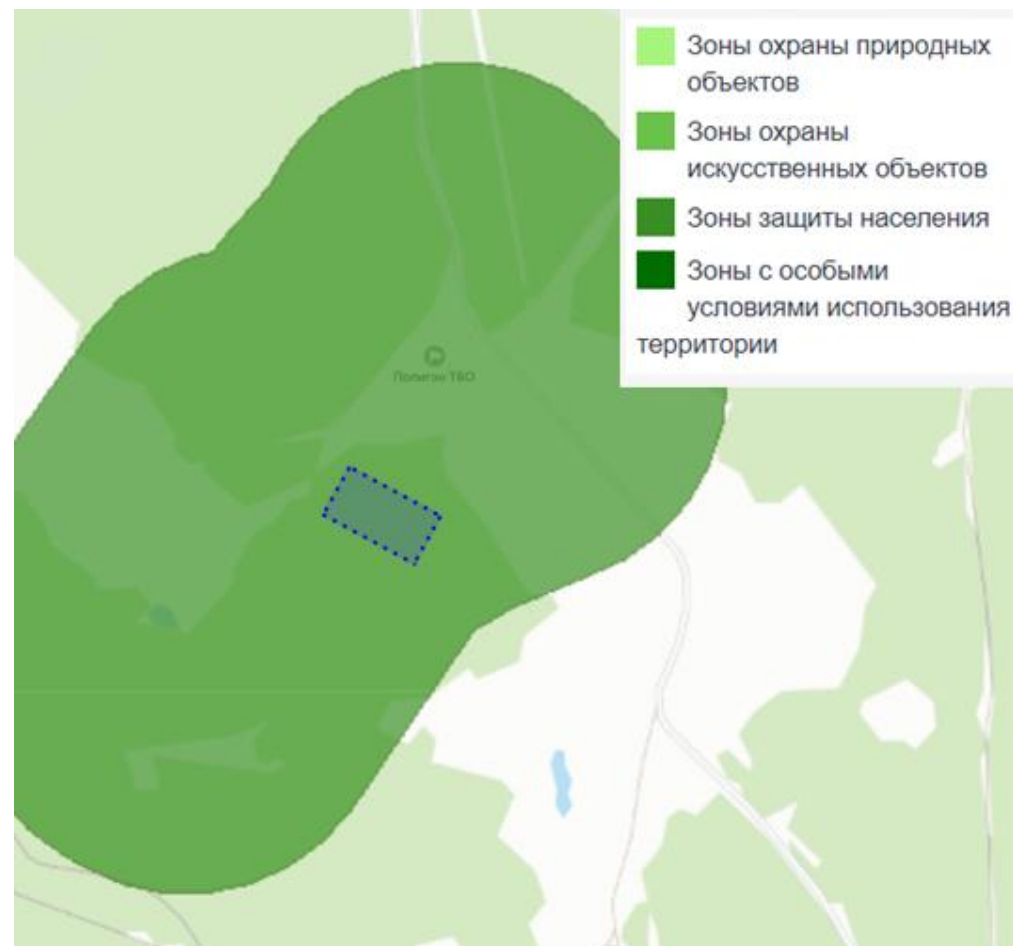 Зоны охраны природных
объектов
Зоны охраны
искусственных объектов
Зоны защиты населения
Зоны с особыми
условиями использования
территории
Полигон ТБО